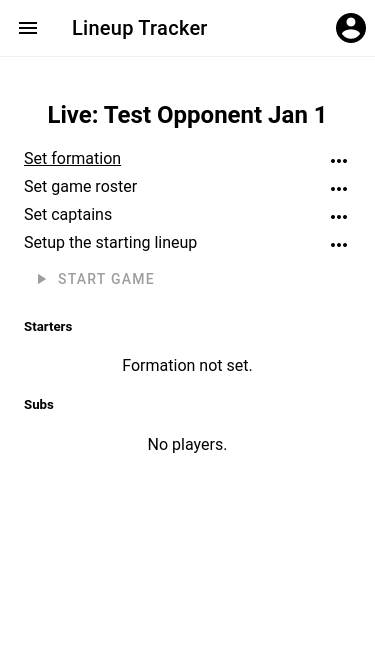 Lineup Tracker
Live: Test Opponent Jan 1
Set formation
Set game roster
Set captains
Setup the starting lineup
START GAME
Starters
Formation not set.
Subs
No players.